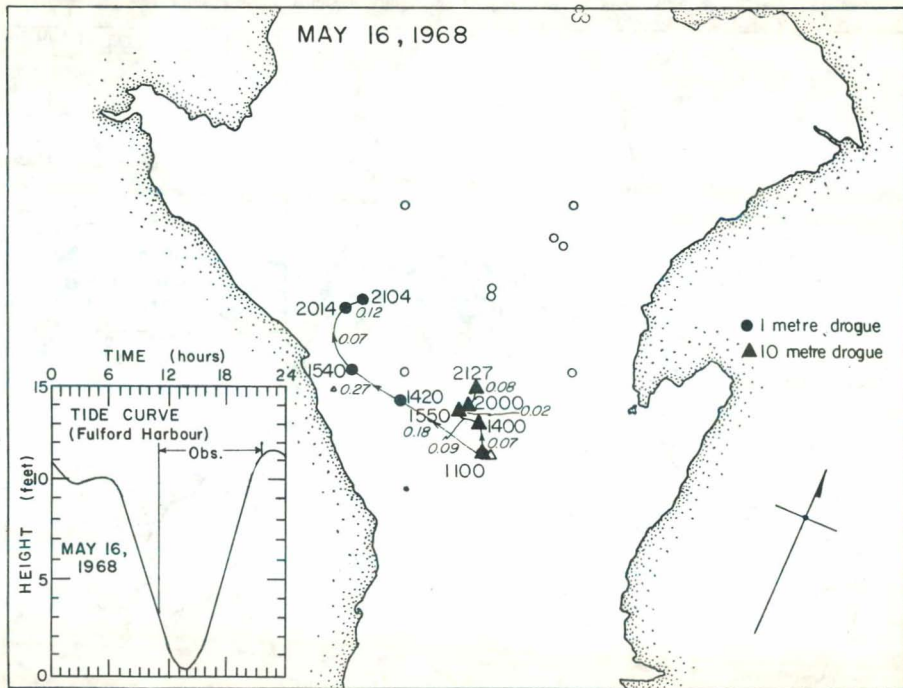 MAY 16, 1968
2104
2014
0.12
0.07
1540
0.27
1420
2127
0.08
2000
0.02
1550
1400
0.18
0.09
0.07
1100
● 1 metre drogue
▲ 10 metre drogue
TIME (hours)
0 6 12 18 24
15
TIDE CURVE
(Fulford Harbour)
Obs.
10
HEIGHT (feet)
MAY 16,
1968
5
0